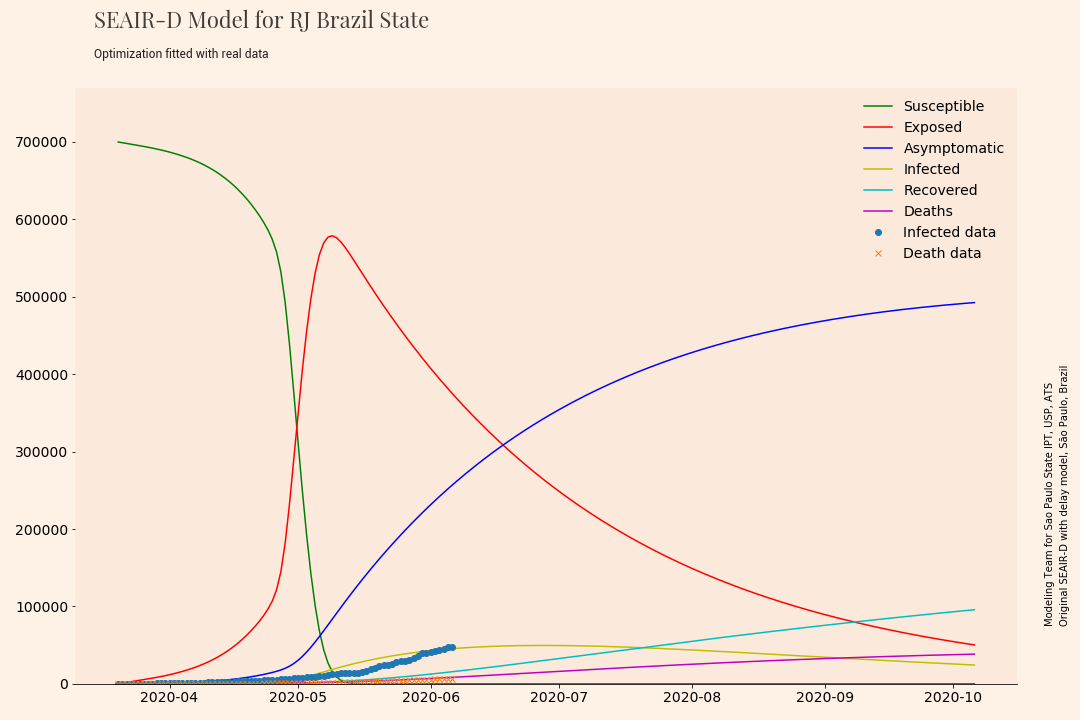 SEAIR-D Model for RJ Brazil State
Optimization fitted with real data
Susceptible
Exposed
Asymptomatic
Infected
Recovered
Deaths
Infected data
Death data
700000
600000
500000
400000
300000
200000
100000
0
2020-04
2020-05
2020-06
2020-07
2020-08
2020-09
2020-10
Modeling Team for Sao Paulo State IPT, USP, ATS
Original SEAIR-D with delay model, São Paulo, Brazil